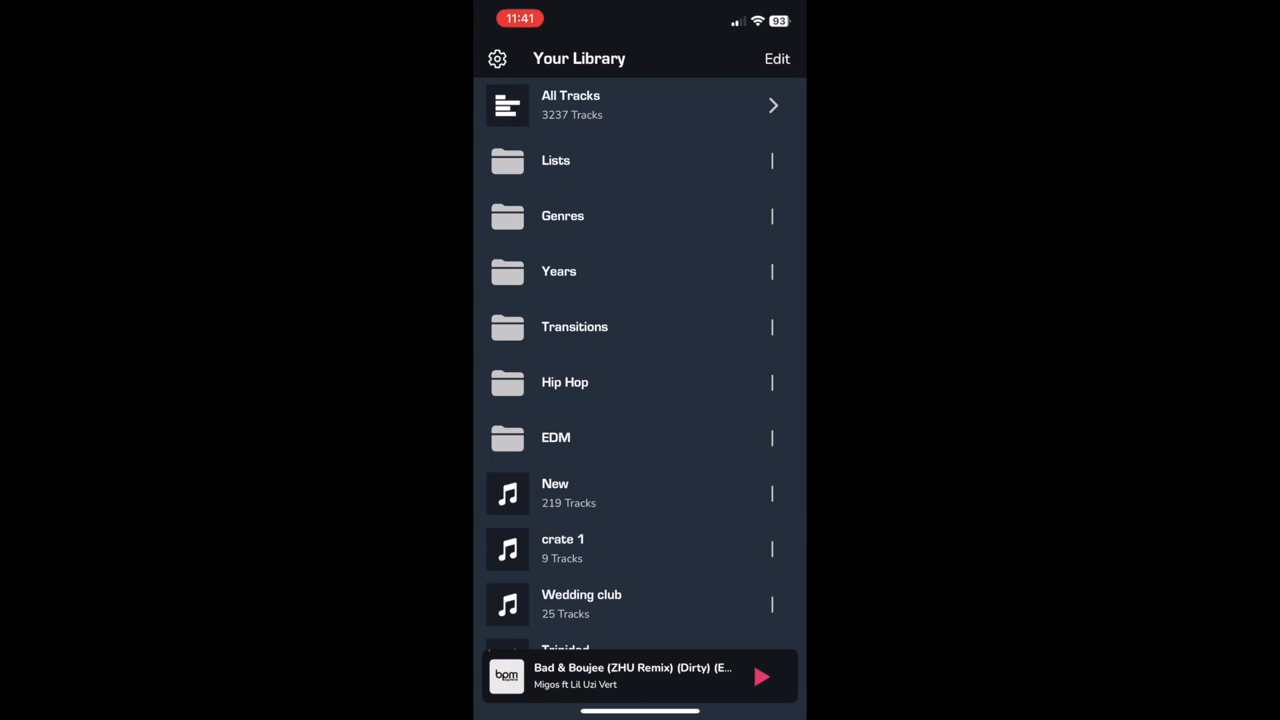 11:41
93
Your Library
Edit
All Tracks
3237 Tracks
Lists
Genres
Years
Transitions
Hip Hop
EDM
New
219 Tracks
crate 1
9 Tracks
Wedding club
25 Tracks
Trinidad
bpm
Bad & Boujee (ZHU Remix) (Dirty) (E...
Migos ft Lil Uzi Vert